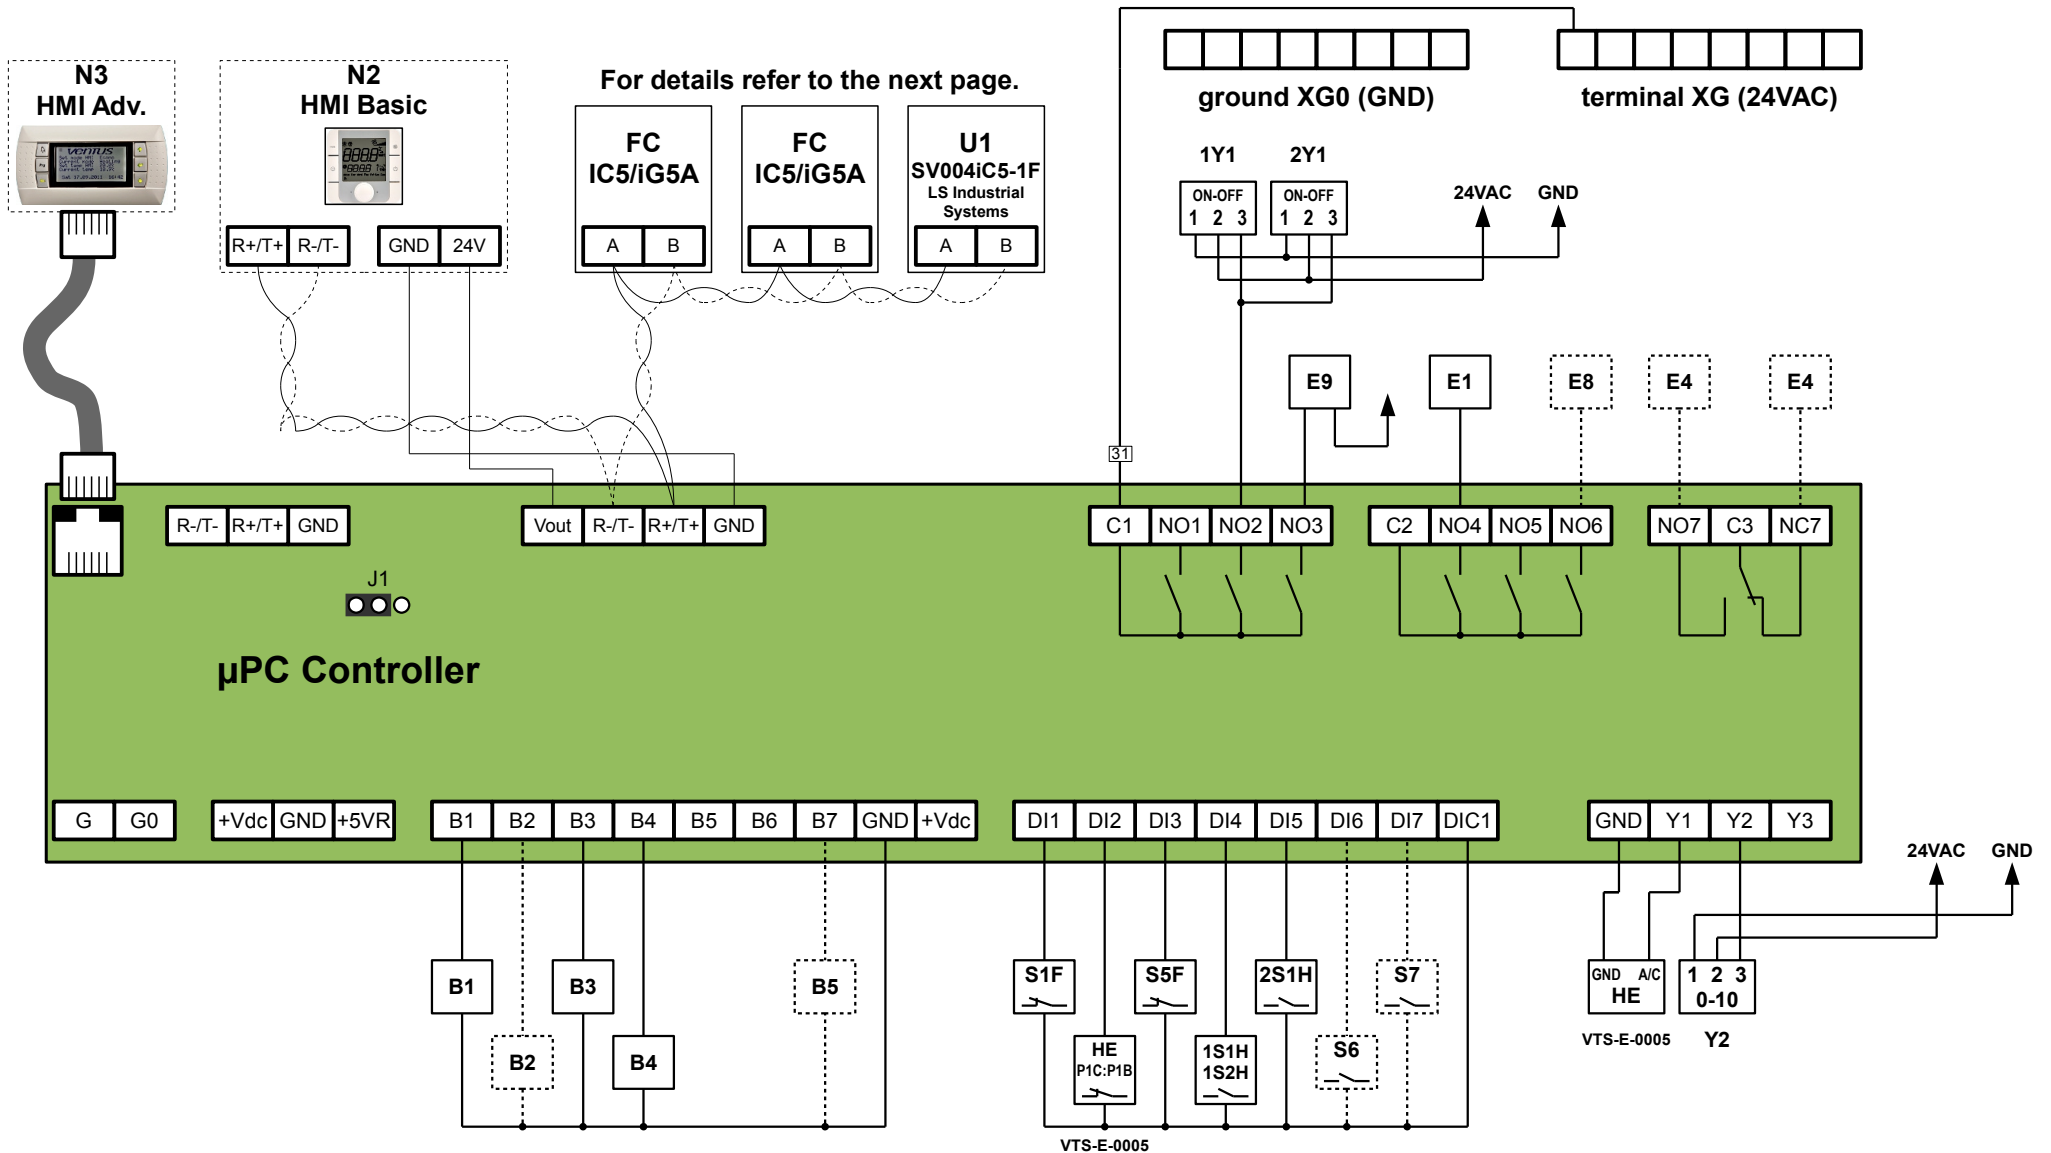 N3
HMI Adv.
ventus
N2
HMI Basic
R+/T+ R-/T- GND 24V
For details refer to the next page.
FC
IC5/iG5A
A B
FC
IC5/iG5A
A B
U1
SV004iC5-1F
LS Industrial
Systems
A B
ground XG0 (GND)
terminal XG (24VAC)
1Y1 2Y1
ON-OFF
1 2 3
ON-OFF
1 2 3
24VAC GND
E9 E1 E8 E4 E4
31
R-/T- R+/T+ GND
Vout R-/T- R+/T+ GND
C1 NO1 NO2 NO3
C2 NO4 NO5 NO6
NO7 C3 NC7
J1
µPC Controller
G G0
+Vdc GND +5VR
B1 B2 B3 B4 B5 B6 B7 GND +Vdc
DI1 DI2 DI3 DI4 DI5 DI6 DI7 DIC1
GND Y1 Y2 Y3
24VAC GND
B1 B3 B5
B2 B4
S1F S5F 2S1H S7
HE
P1C:P1B
1S1H
1S2H
S6
VTS-E-0005
GND A/C
HE
VTS-E-0005
1 2 3
0-10
Y2